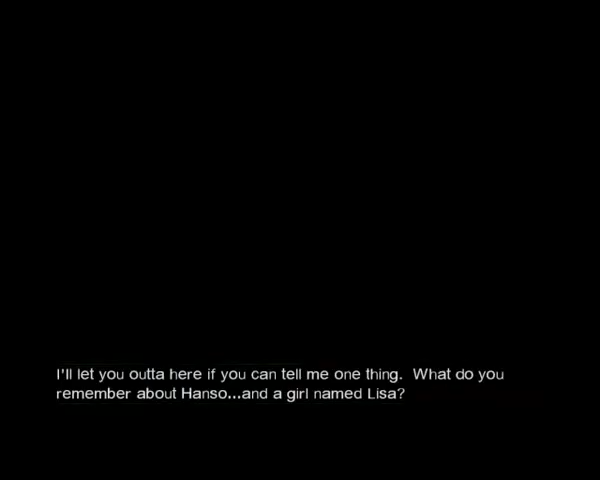 I'll let you outta here if you can tell me one thing.  What do you
remember about Hanso...and a girl named Lisa?